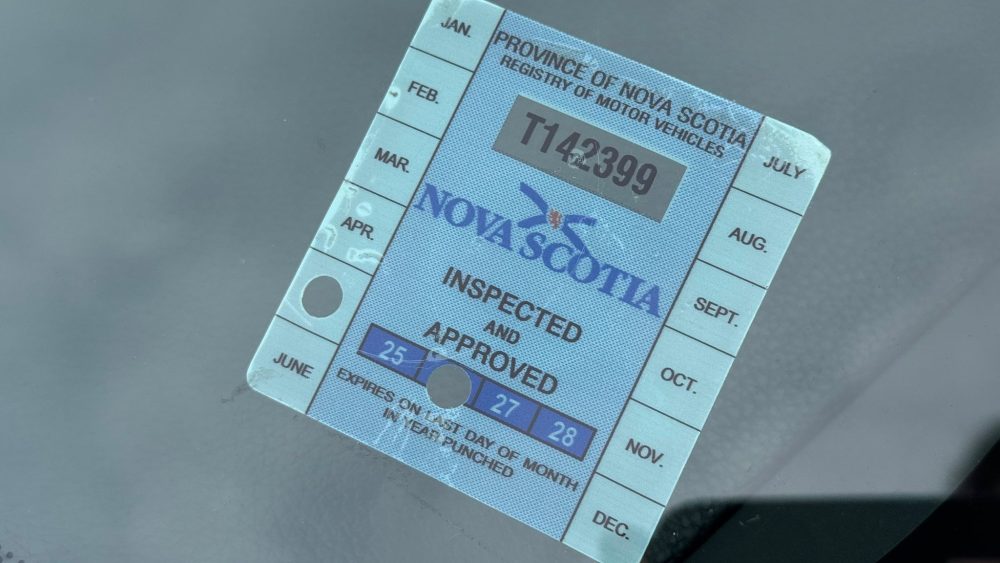 PROVINCE OF NOVA SCOTIA
REGISTRY OF MOTOR VEHICLES
T142399
NOVA SCOTIA
INSPECTED
AND
APPROVED
25 27 28
EXPIRES ON LAST DAY OF MONTH
IN YEAR PUNCHED
JAN.
FEB.
MAR.
APR.
JUNE
JULY
AUG.
SEPT.
OCT.
NOV.
DEC.